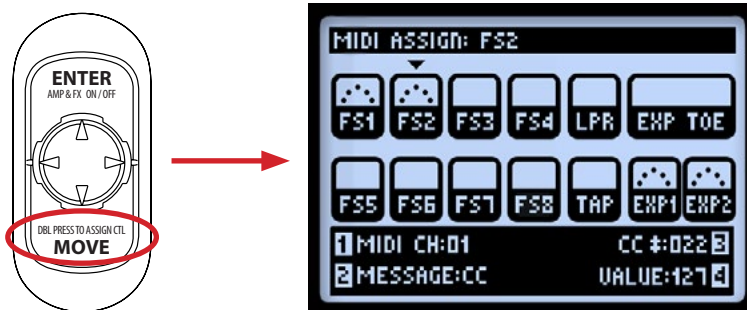 ENTER
AMP & FX ON / OFF
DBL PRESS TO ASSIGN CTL
MOVE
MIDI ASSIGN: FS2
FS1 FS2 FS3 FS4 LPR EXP TOE
FS5 FS6 FS7 FS8 TAP EXP1 EXP2
1 MIDI CH:01 CC #:022 3
2 MESSAGE:CC VALUE:127 4